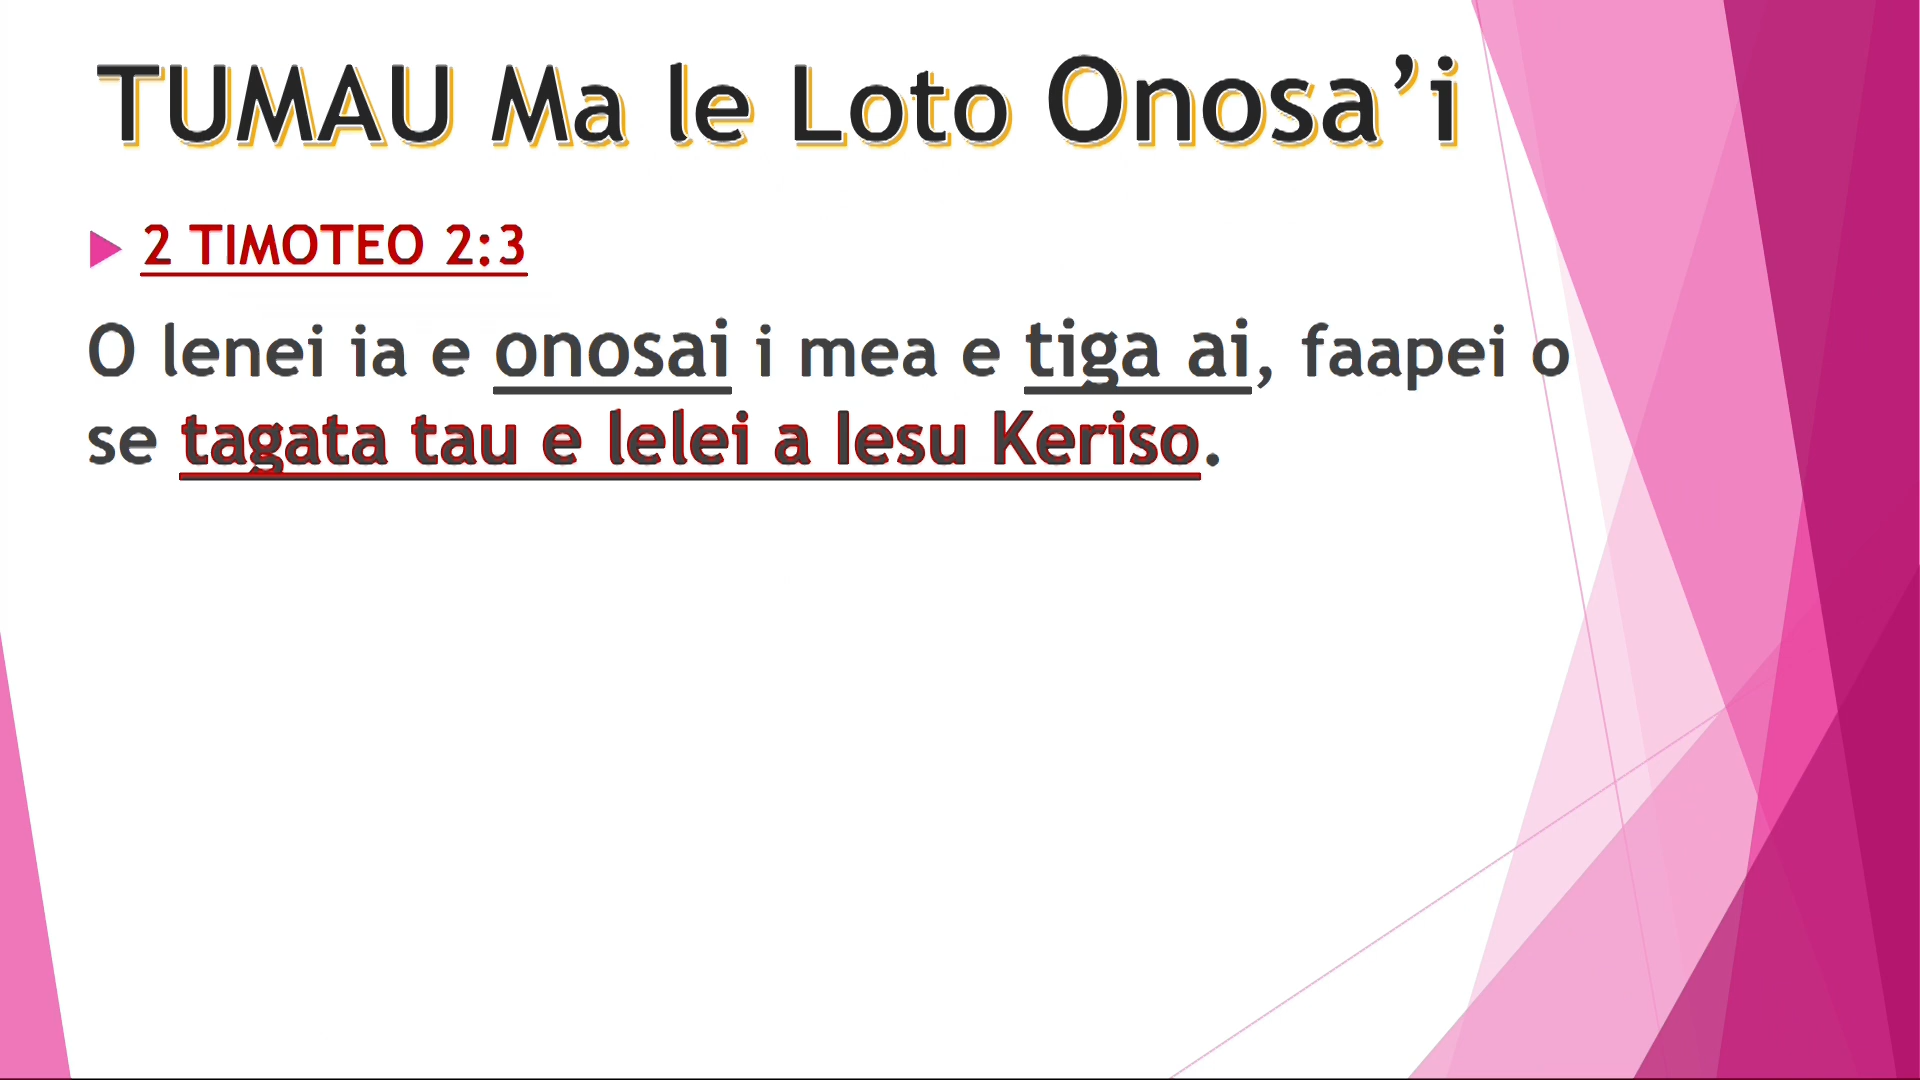 TUMAU Ma le Loto Onosa’i
2 TIMOTEO 2:3
O lenei ia e onosai i mea e tiga ai, faapei o
se tagata tau e lelei a Iesu Keriso.